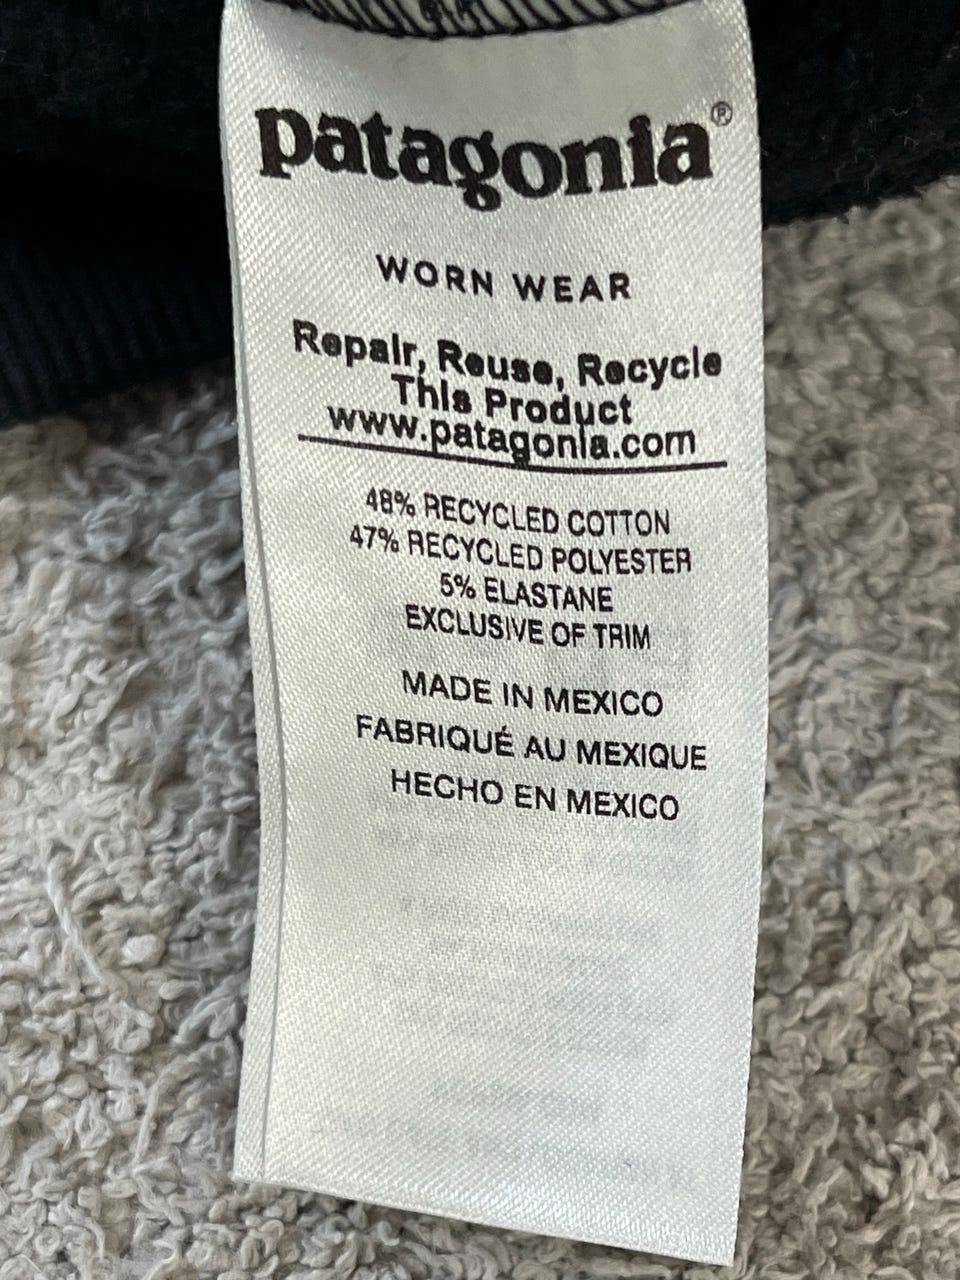 patagonia®
WORN WEAR
Repair, Reuse, Recycle
This Product
www.patagonia.com
48% RECYCLED COTTON
47% RECYCLED POLYESTER
5% ELASTANE
EXCLUSIVE OF TRIM
MADE IN MEXICO
FABRIQUÉ AU MEXIQUE
HECHO EN MEXICO